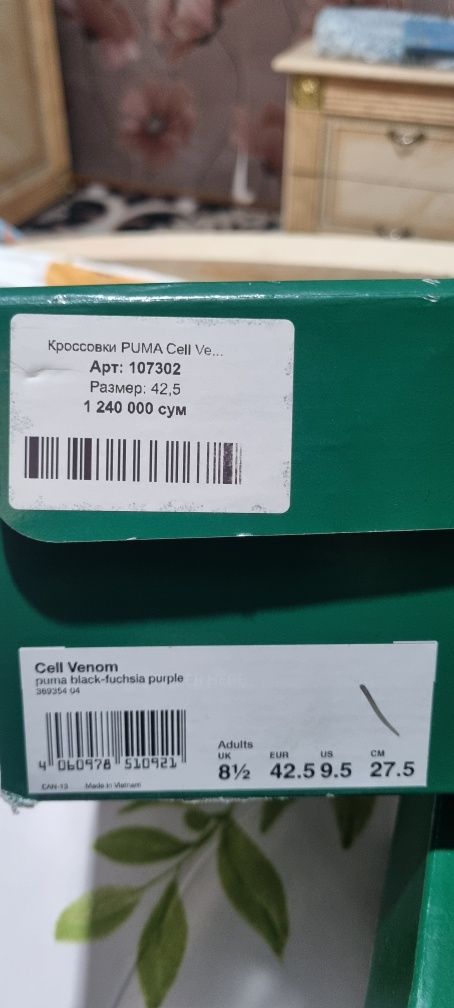 Кроссовки PUMA Cell Ve...
Арт: 107302
Размер: 42,5
1 240 000 сум
Cell Venom
puma black-fuchsia purple
369354 04
4 060978 510921
EAN-13 Made in Vietnam
Adults
UK EUR US CM
8½ 42.5 9.5 27.5